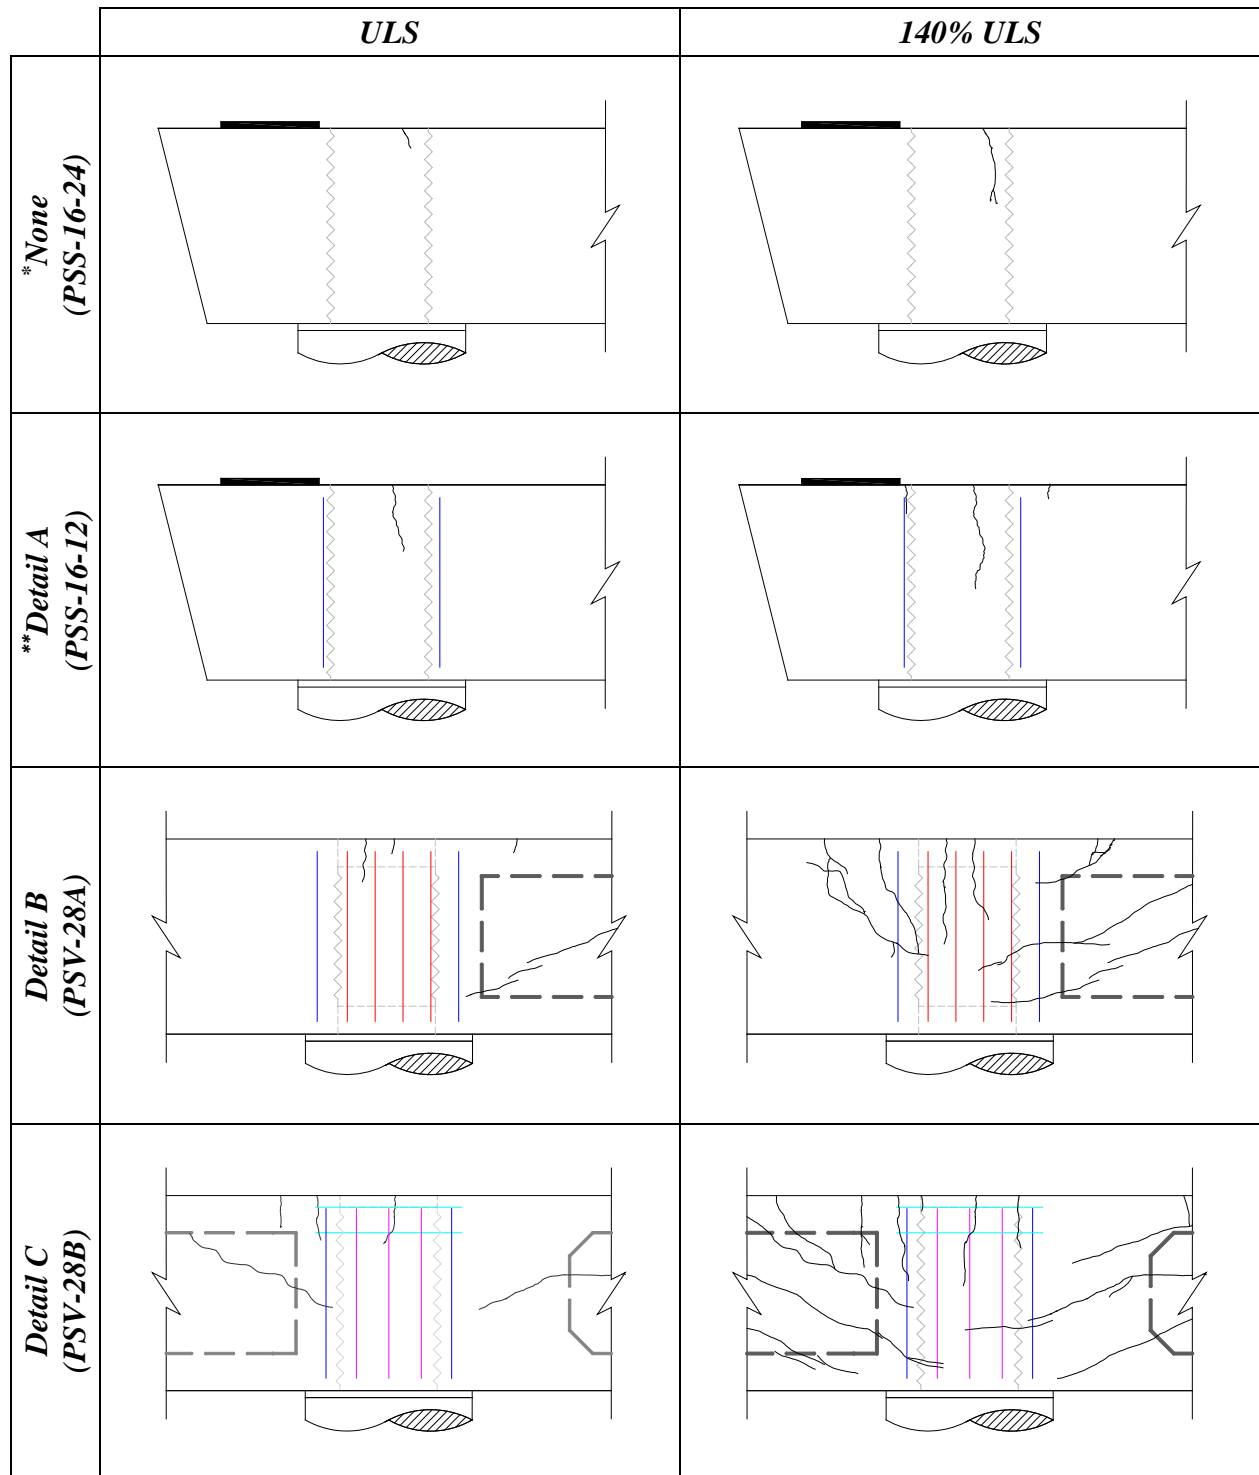 ULS
140% ULS
*None
(PSS-16-24)
**Detail A
(PSS-16-12)
Detail B
(PSV-28A)
Detail C
(PSV-28B)